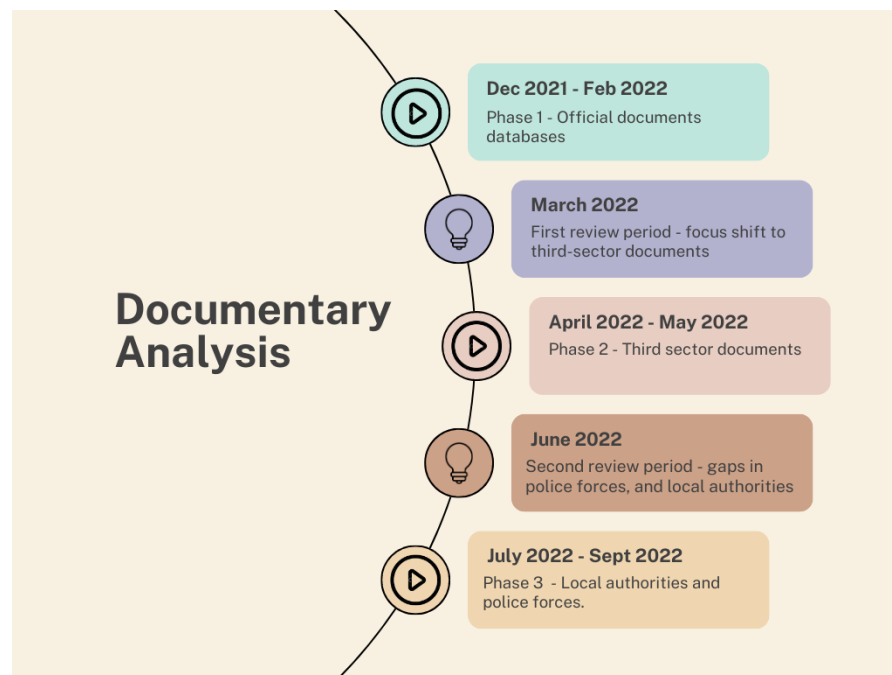 Documentary
Analysis
Dec 2021 - Feb 2022
Phase 1 - Official documents
databases
March 2022
First review period - focus shift to
third-sector documents
April 2022 - May 2022
Phase 2 - Third sector documents
June 2022
Second review period - gaps in
police forces, and local authorities
July 2022 - Sept 2022
Phase 3  - Local authorities and
police forces.